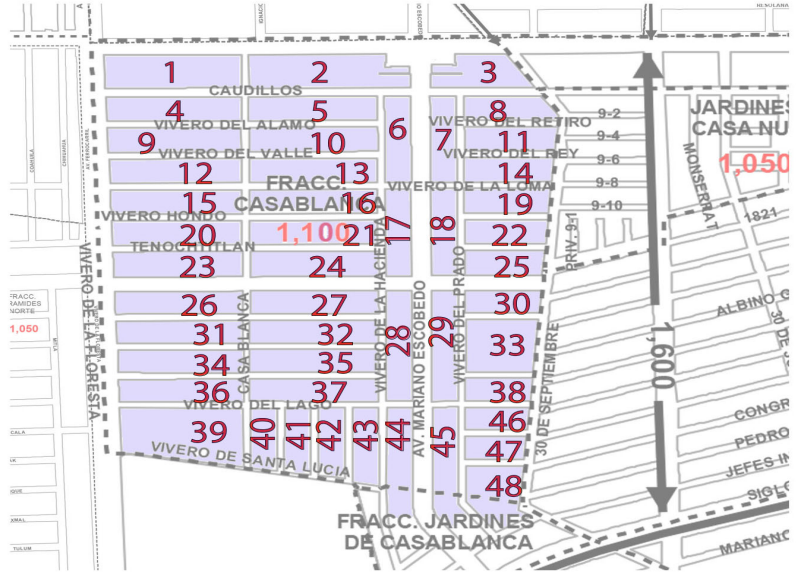 1
2
3
CAUDILLOS
4
5
6
7
8
9-2
VIVERO DEL ALAMO
VIVERO DEL RETIRO
JARDINES
CASA NU
9
10
11
9-4
VIVERO DEL VALLE
VIVERO DEL REY
9-6
1,050
12
13
14
9-8
FRACC.
CASABLANCA
VIVERO DE LA LOMA
MONSERRAT
15
16
19
9-10
1821
VIVERO HONDO
17
18
20
1,100
21
22
PRIV. 9-1
TENOCHTITLAN
23
24
25
VIVERO DE LA FLORESTA
VIVERO DE LA HACIENDA
AV. MARIANO ESCOBEDO
VIVERO DEL PRADO
FRACC.
RAMIDES
NORTE
1,050
26
27
28
29
30
ALBINO
30 DE
31
32
33
1,600
CASA BLANCA
30 DE SEPTIEMBRE
34
35
36
37
38
VIVERO DEL LAGO
39
40
41
42
43
44
45
46
CONGR
PEDRO
47
VIVERO DE SANTA LUCIA
JEFES IN
48
SIGLO
FRACC. JARDINES
DE CASABLANCA
MARIANO
TULUM